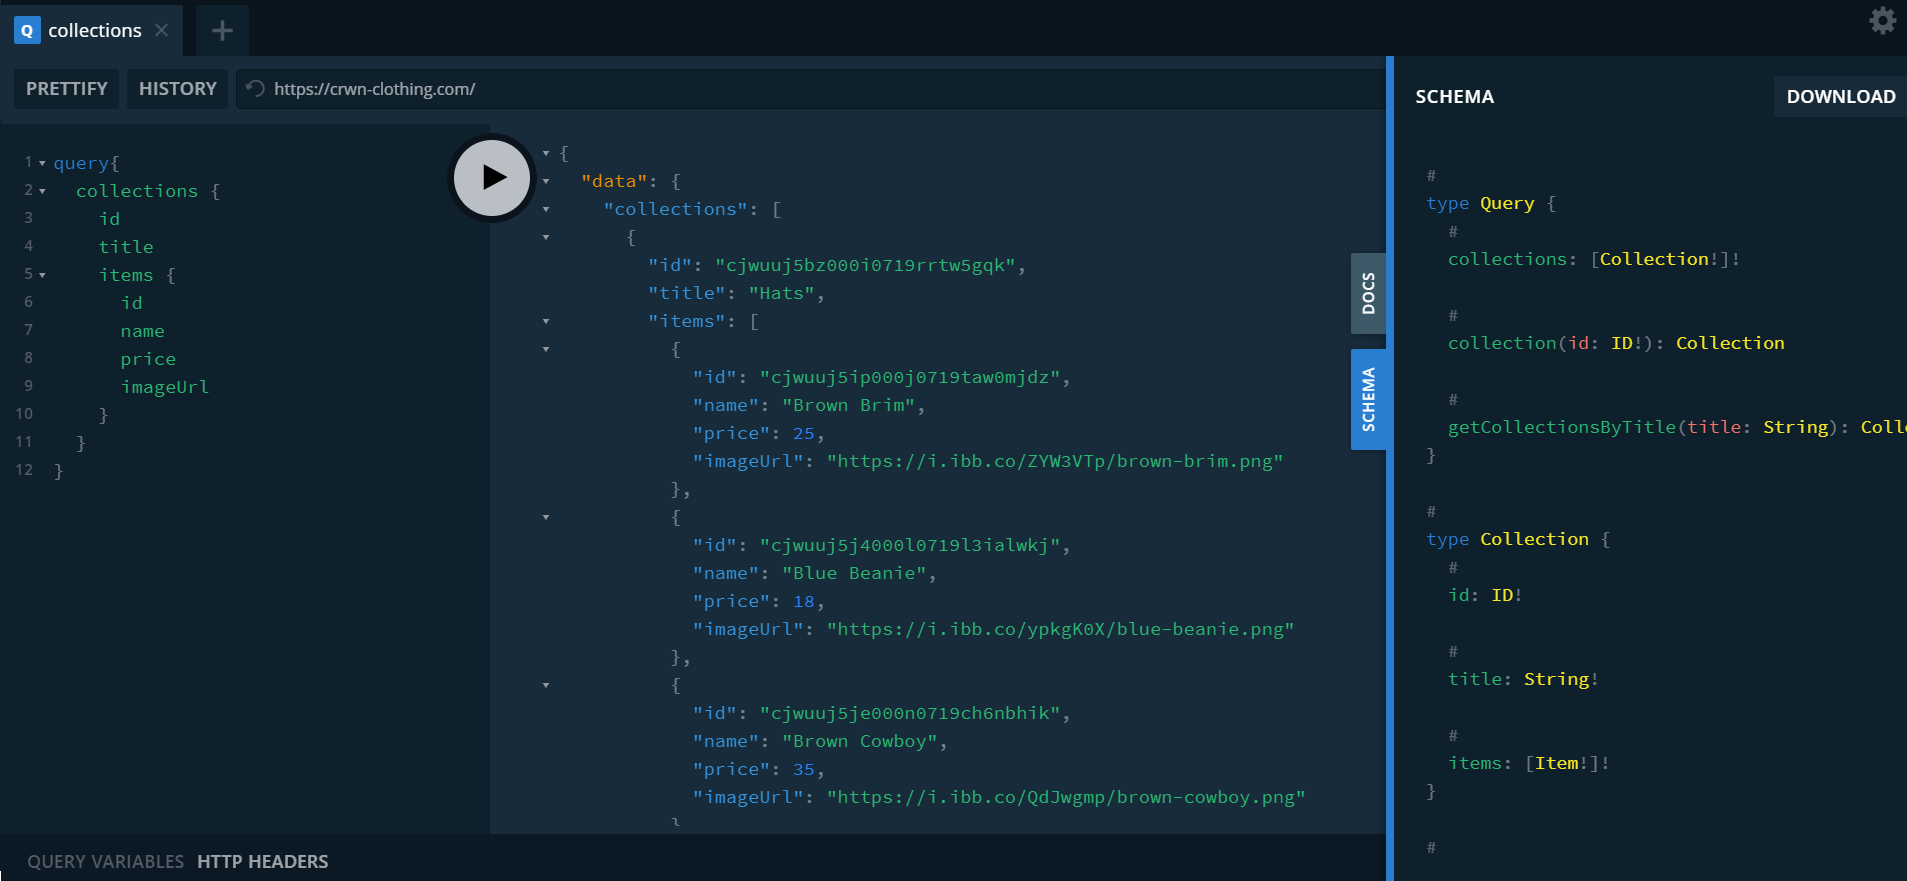 Q collections
PRETTIFY HISTORY https://crwn-clothing.com/
1 query{
2 collections {
3 id
4 title
5 items {
6 id
7 name
8 price
9 imageUrl
10 }
11 }
12 }
{
"data": {
"collections": [
{
"id": "cjwuuj5bz000i0719rrtw5gqk",
"title": "Hats",
"items": [
{
"id": "cjwuuj5ip000j0719taw0mjdz",
"name": "Brown Brim",
"price": 25,
"imageUrl": "https://i.ibb.co/ZYW3VTp/brown-brim.png"
},
{
"id": "cjwuuj5j4000l0719l3ialwkj",
"name": "Blue Beanie",
"price": 18,
"imageUrl": "https://i.ibb.co/ypkgK0X/blue-beanie.png"
},
{
"id": "cjwuuj5je000n0719ch6nbhik",
"name": "Brown Cowboy",
"price": 35,
"imageUrl": "https://i.ibb.co/QdJwgmp/brown-cowboy.png"
}
DOCS
SCHEMA
SCHEMA DOWNLOAD
#
type Query {
#
collections: [Collection!]!
#
collection(id: ID!): Collection
#
getCollectionsByTitle(title: String): Colle
}
#
type Collection {
#
id: ID!
#
title: String!
#
items: [Item!]!
}
#
QUERY VARIABLES HTTP HEADERS